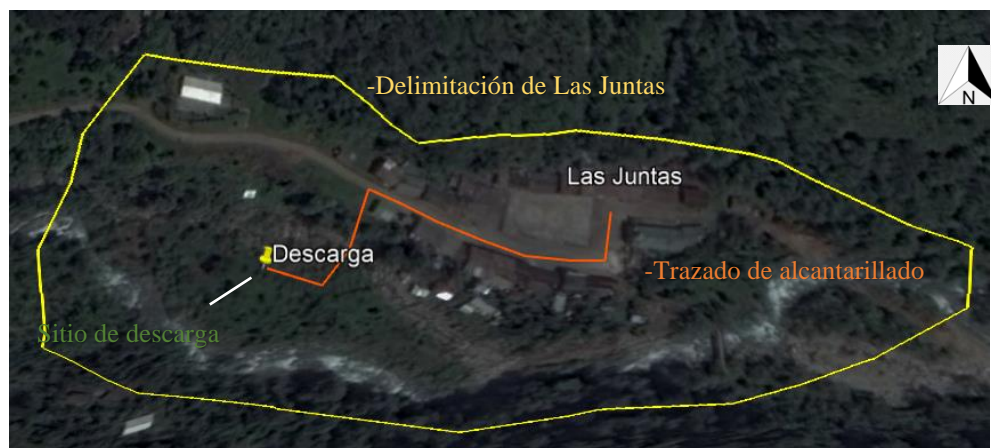 -Delimitación de Las Juntas
N
Las Juntas
Descarga
-Trazado de alcantarillado
Sitio de descarga